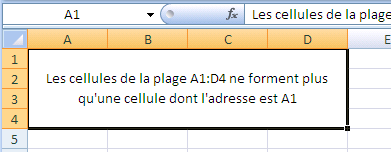 A1 fx Les cellules de la plage
A B C D E
1
2 Les cellules de la plage A1:D4 ne forment plus
3 qu'une cellule dont l'adresse est A1
4
5